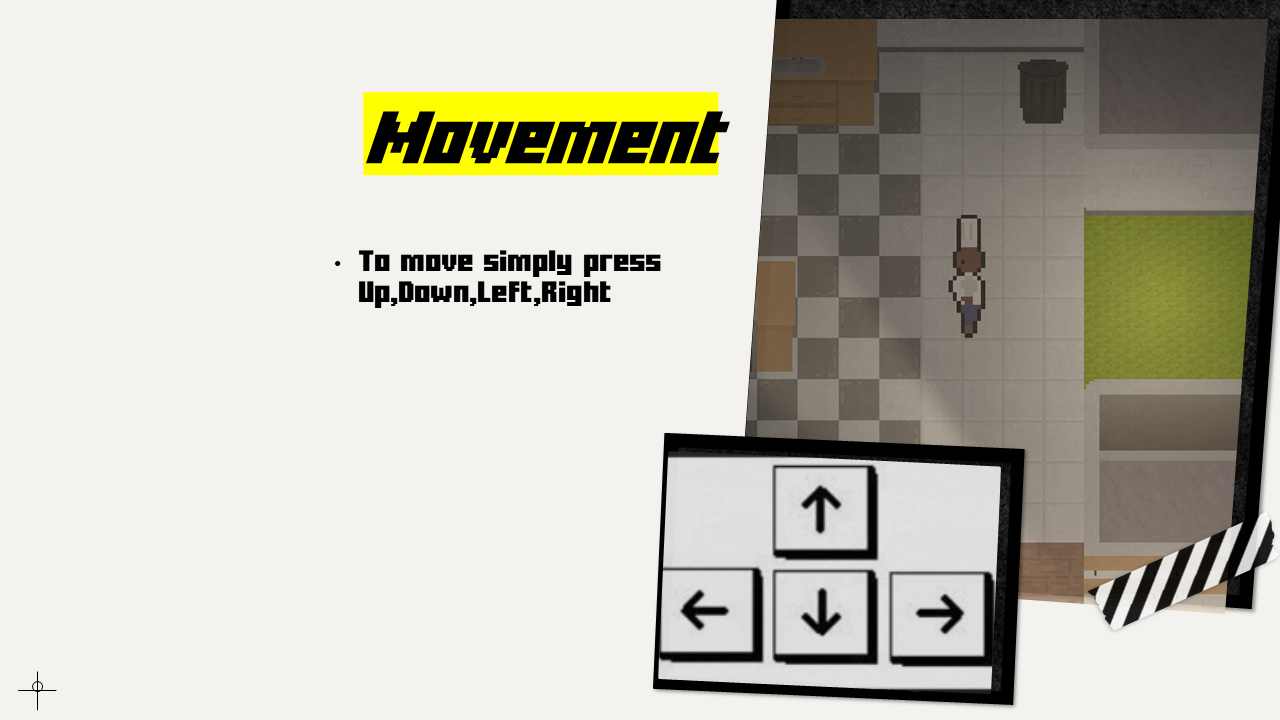 Movement
• To move simply press
Up,Down,Left,Right
↑
← ↓ →